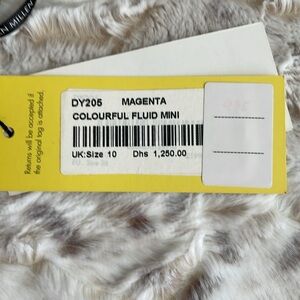 N MILLEN
Returns will be accepted if
the original tag is attached.
DY205 MAGENTA
COLOURFUL FLUID MINI
UK:Size 10 Dhs 1,250.00